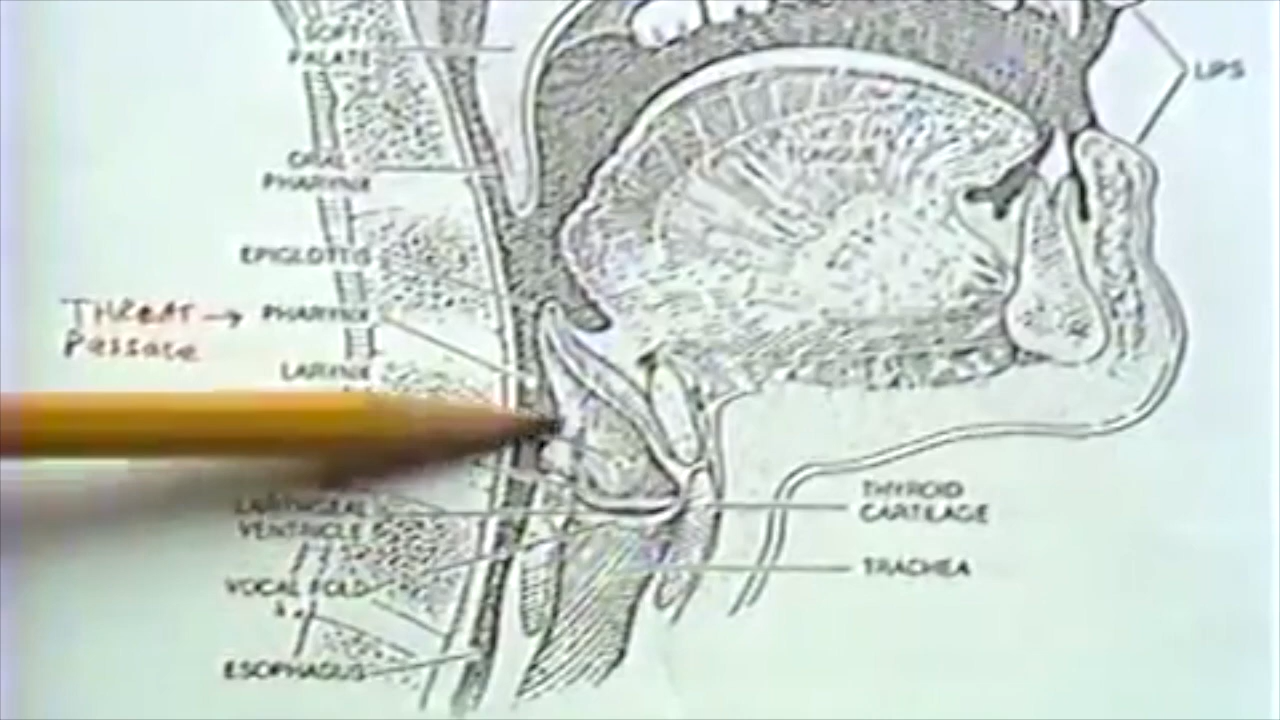 SOFT
PALATE
LIPS
ORAL
PHARYNX
TONGUE
EPIGLOTTIS
THROAT → PHARYNX
Passage
LARYNX
LARYNGEAL
VENTRICLE
THYROID
CARTILAGE
TRACHEA
VOCAL FOLD
ESOPHAGUS